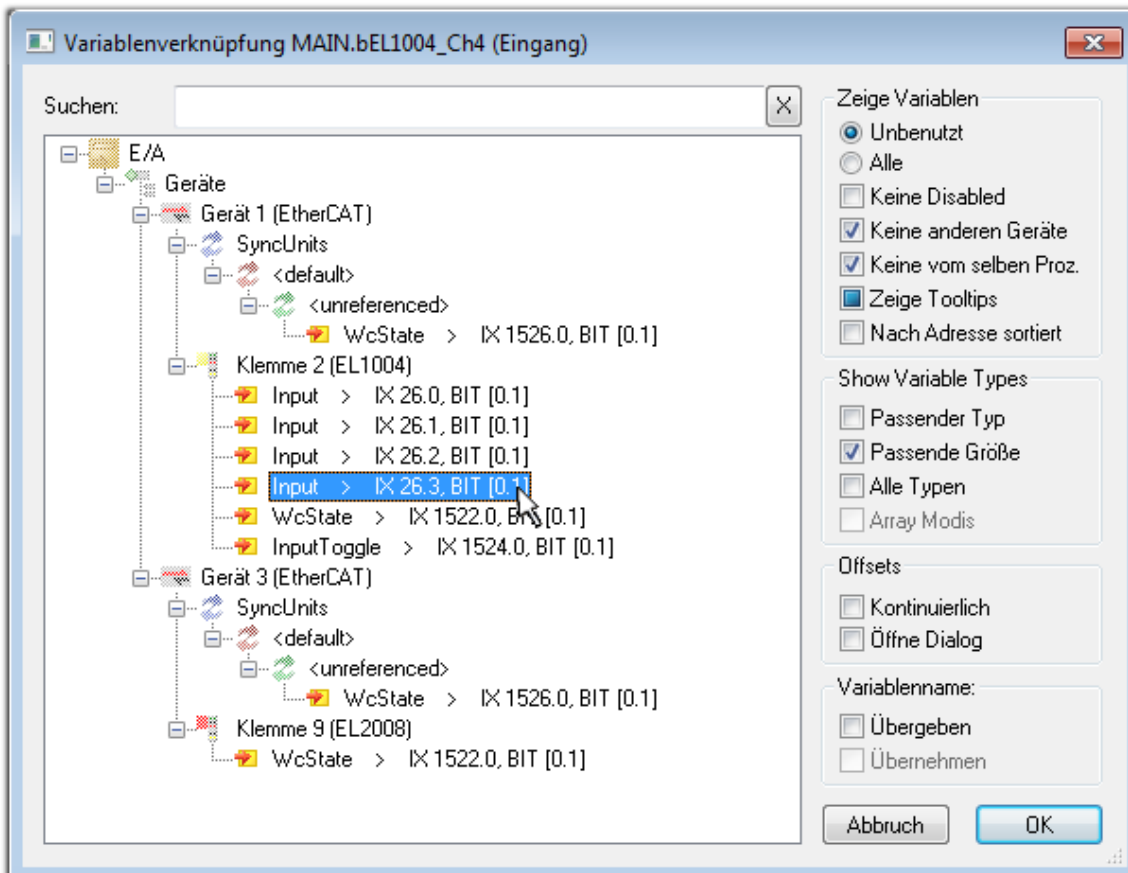 Variablenverknüpfung MAIN.bEL1004_Ch4 (Eingang)
Suchen:
X
E/A
Geräte
Gerät 1 (EtherCAT)
SyncUnits
<default>
<unreferenced>
WcState > IX 1526.0, BIT [0.1]
Klemme 2 (EL1004)
Input > IX 26.0, BIT [0.1]
Input > IX 26.1, BIT [0.1]
Input > IX 26.2, BIT [0.1]
Input > IX 26.3, BIT [0.1]
WcState > IX 1522.0, BIT [0.1]
InputToggle > IX 1524.0, BIT [0.1]
Gerät 3 (EtherCAT)
SyncUnits
<default>
<unreferenced>
WcState > IX 1526.0, BIT [0.1]
Klemme 9 (EL2008)
WcState > IX 1522.0, BIT [0.1]
Zeige Variablen
Unbenutzt
Alle
Keine Disabled
Keine anderen Geräte
Keine vom selben Proz.
Zeige Tooltips
Nach Adresse sortiert
Show Variable Types
Passender Typ
Passende Größe
Alle Typen
Array Modis
Offsets
Kontinuierlich
Öffne Dialog
Variablenname:
Übergeben
Übernehmen
Abbruch
OK